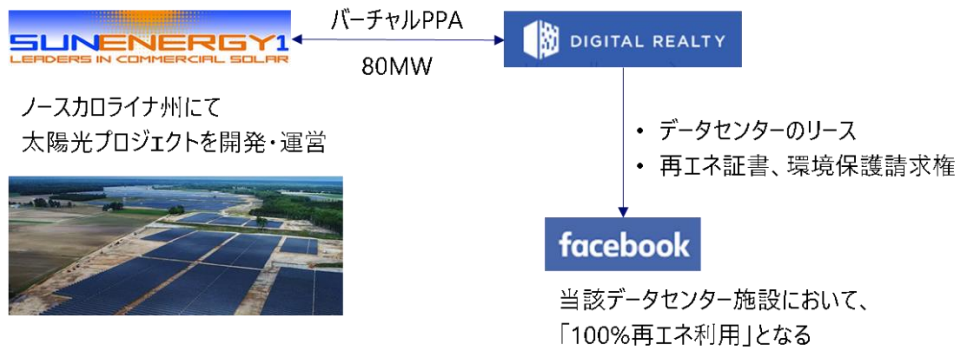 SUNENERGY1
LEADERS IN COMMERCIAL SOLAR
バーチャルPPA
80MW
DIGITAL REALTY
ノースカロライナ州にて
太陽光プロジェクトを開発・運営
• データセンターのリース
• 再エネ証書、環境保護請求権
facebook
当該データセンター施設において、
「100%再エネ利用」となる